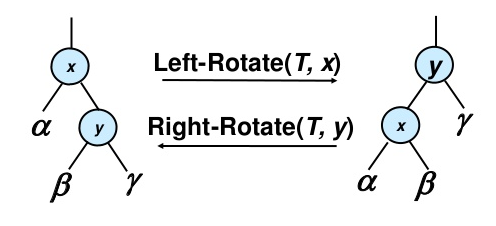 x
Left-Rotate(T, x)
y
α
y
Right-Rotate(T, y)
x
γ
β
γ
α
β